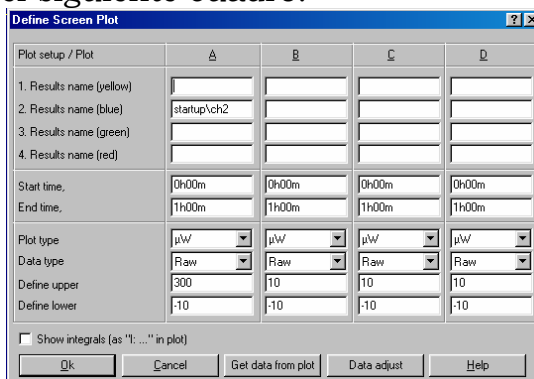 er siguiente cuadro.
Define Screen Plot
Plot setup / Plot A B C D
1. Results name (yellow)
2. Results name (blue) startup\ch2
3. Results name (green)
4. Results name (red)
Start time, 0h00m 0h00m 0h00m 0h00m
End time, 1h00m 1h00m 1h00m 1h00m
Plot type µW µW µW µW
Data type Raw Raw Raw Raw
Define upper 300 10 10 10
Define lower -10 -10 -10 -10
Show integrals (as "I: ..." in plot)
Ok Cancel Get data from plot Data adjust Help